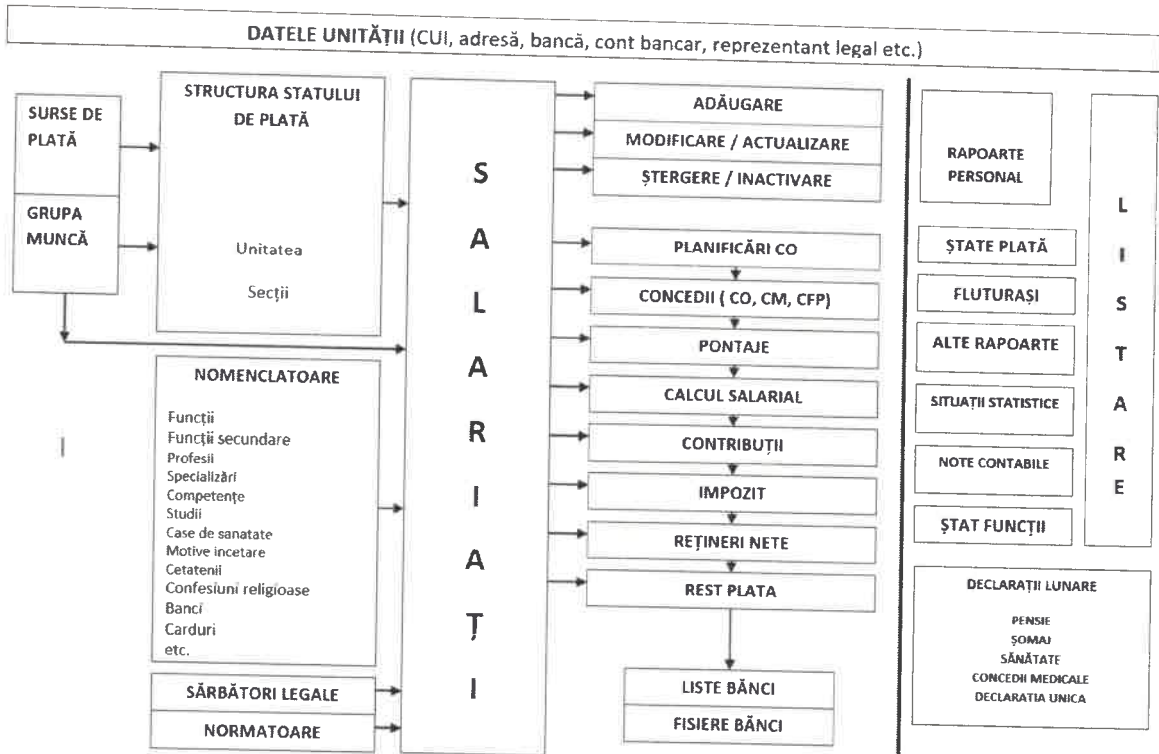 DATELE UNITĂȚII (CUI, adresă, bancă, cont bancar, reprezentant legal etc.)
SURSE DE
PLATĂ
GRUPA
MUNCĂ
STRUCTURA STATULUI
DE PLATĂ
Unitatea
Secții
NOMENCLATOARE
Funcții
Funcții secundare
Profesii
Specializări
Competențe
Studii
Case de sanatate
Motive incetare
Cetatenii
Confesiuni religioase
Banci
Carduri
etc.
SĂRBĂTORI LEGALE
NORMATOARE
S
A
L
A
R
I
A
Ț
I
ADĂUGARE
MODIFICARE / ACTUALIZARE
ȘTERGERE / INACTIVARE
PLANIFICĂRI CO
CONCEDII ( CO, CM, CFP)
PONTAJE
CALCUL SALARIAL
CONTRIBUȚII
IMPOZIT
REȚINERI NETE
REST PLATA
LISTE BĂNCI
FISIERE BĂNCI
RAPOARTE
PERSONAL
ȘTATE PLATĂ
FLUTURAȘI
ALTE RAPOARTE
SITUAȚII STATISTICE
NOTE CONTABILE
ȘTAT FUNCȚII
L
I
S
T
A
R
E
DECLARAȚII LUNARE
PENSIE
ȘOMAJ
SĂNĂTATE
CONCEDII MEDICALE
DECLARATIA UNICA